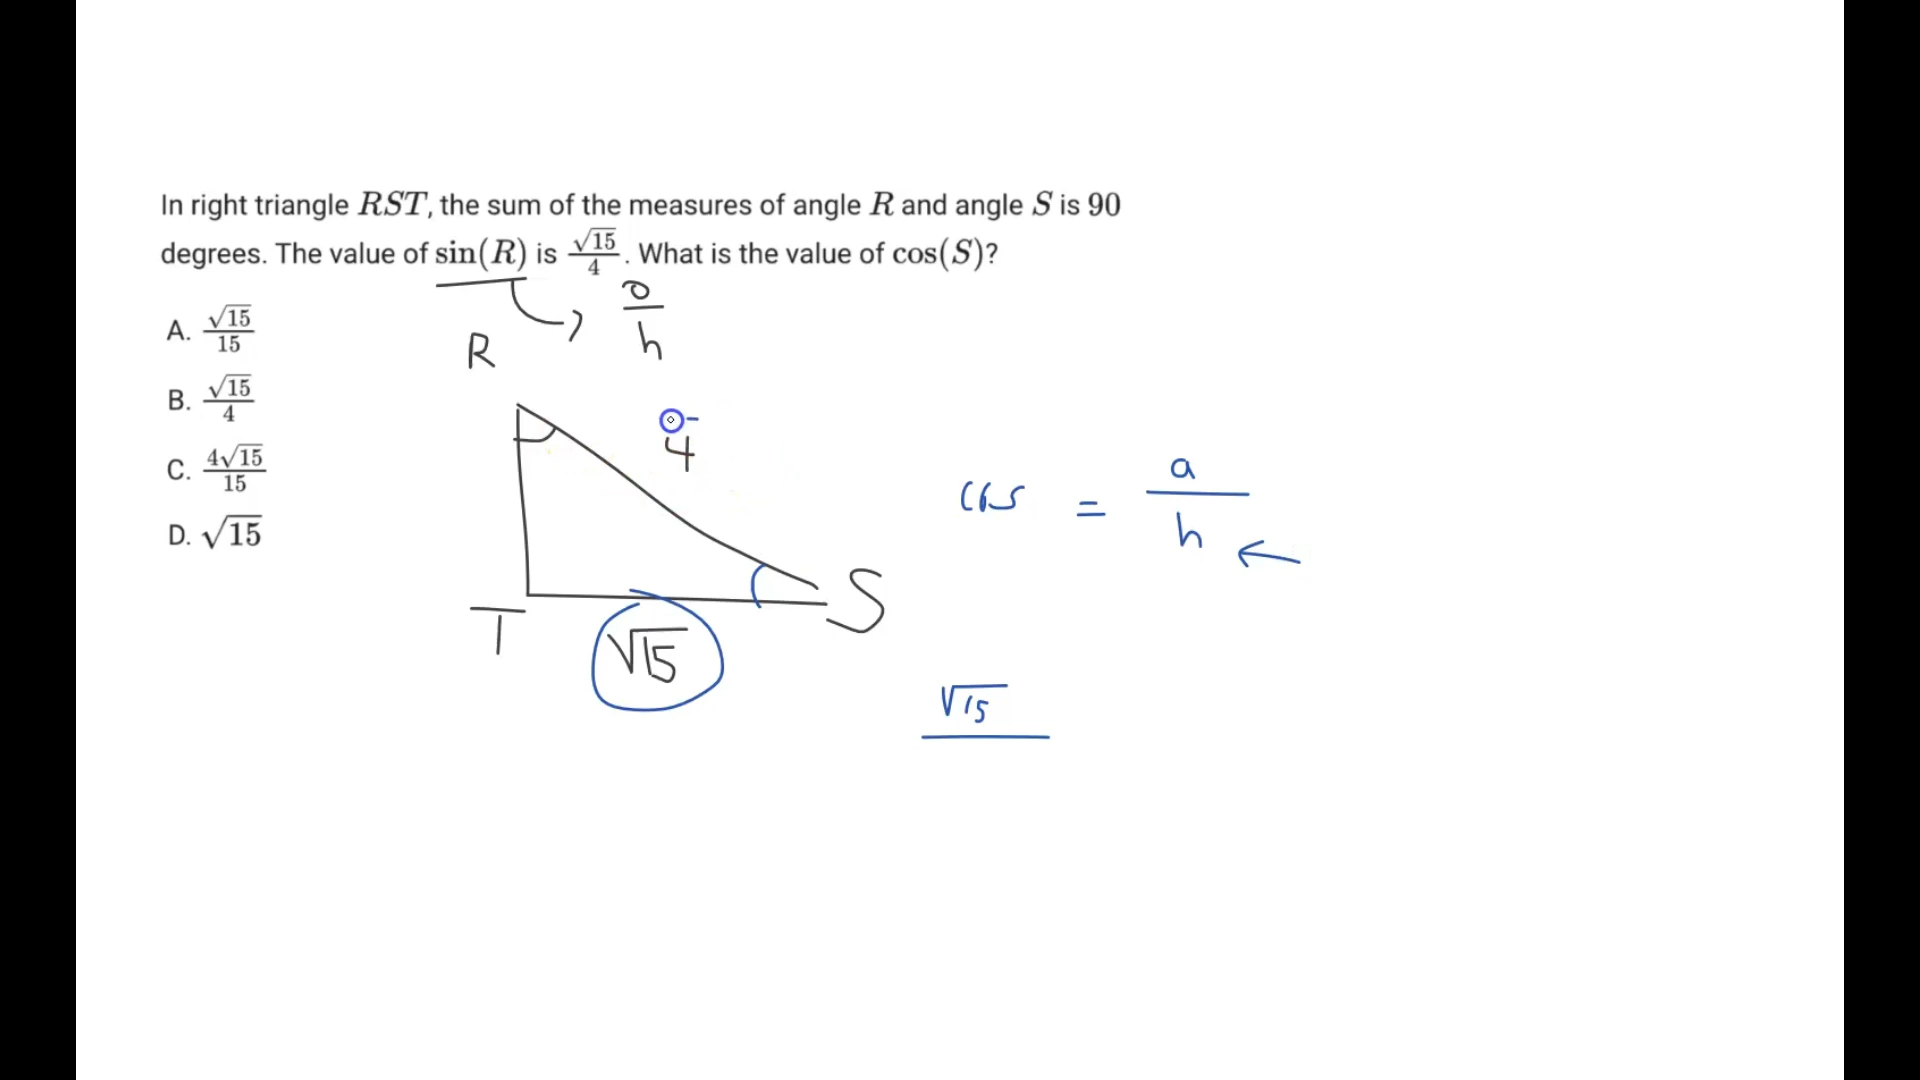 In right triangle RST, the sum of the measures of angle R and angle S is 90
degrees. The value of sin(R) is √15/4. What is the value of cos(S)?
o/h
A. √15/15
R
B. √15/4
4
C. 4√15/15
cos = a/h
D. √15
S
T
√15
√15